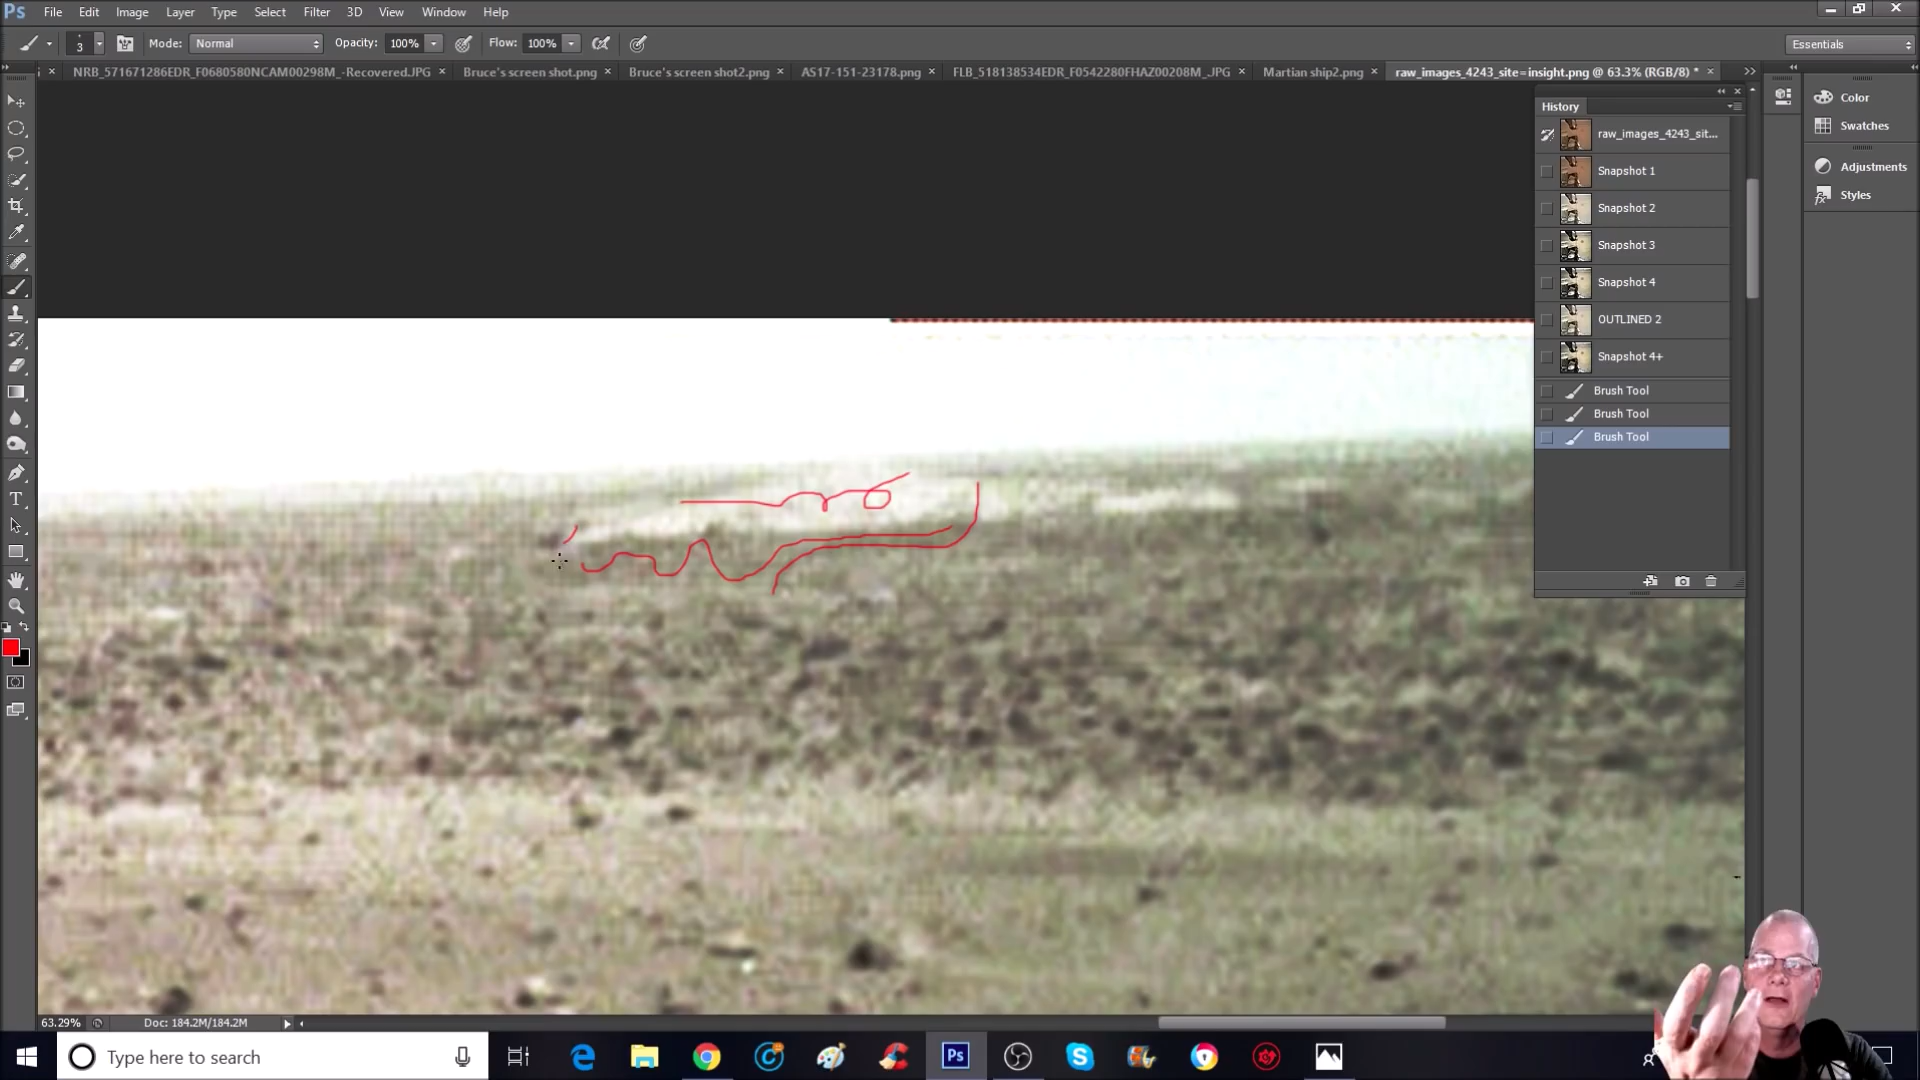 Ps File Edit Image Layer Type Select Filter 3D View Window Help
3 Mode: Normal Opacity: 100% Flow: 100% Essentials
NRB_571671286EDR_F0680580NCAM00298M_-Recovered.JPG × Bruce's screen shot.png × Bruce's screen shot2.png × AS17-151-23178.png × FLB_518138534EDR_F0542280FHAZ00208M_.JPG × Martian ship2.png × raw_images_4243_site=insight.png @ 63.3% (RGB/8) * ×
History
raw_images_4243_sit...
Snapshot 1
Snapshot 2
Snapshot 3
Snapshot 4
OUTLINED 2
Snapshot 4+
Brush Tool
Brush Tool
Brush Tool
Color
Swatches
Adjustments
Styles
63.29% Doc: 184.2M/184.2M
Type here to search
Ps